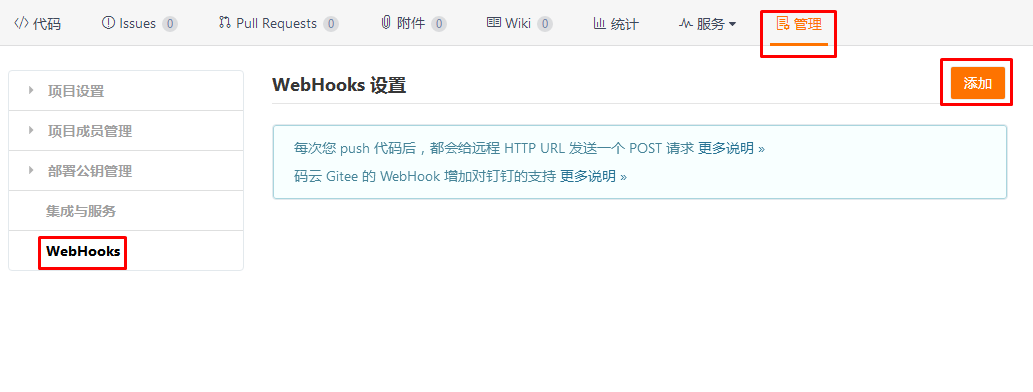 代码 Issues 0 Pull Requests 0 附件 0 Wiki 0 统计 服务 管理
WebHooks 设置 添加
项目设置
项目成员管理
部署公钥管理
集成与服务
WebHooks
每次您 push 代码后，都会给远程 HTTP URL 发送一个 POST 请求 更多说明 »
码云 Gitee 的 WebHook 增加对钉钉的支持 更多说明 »